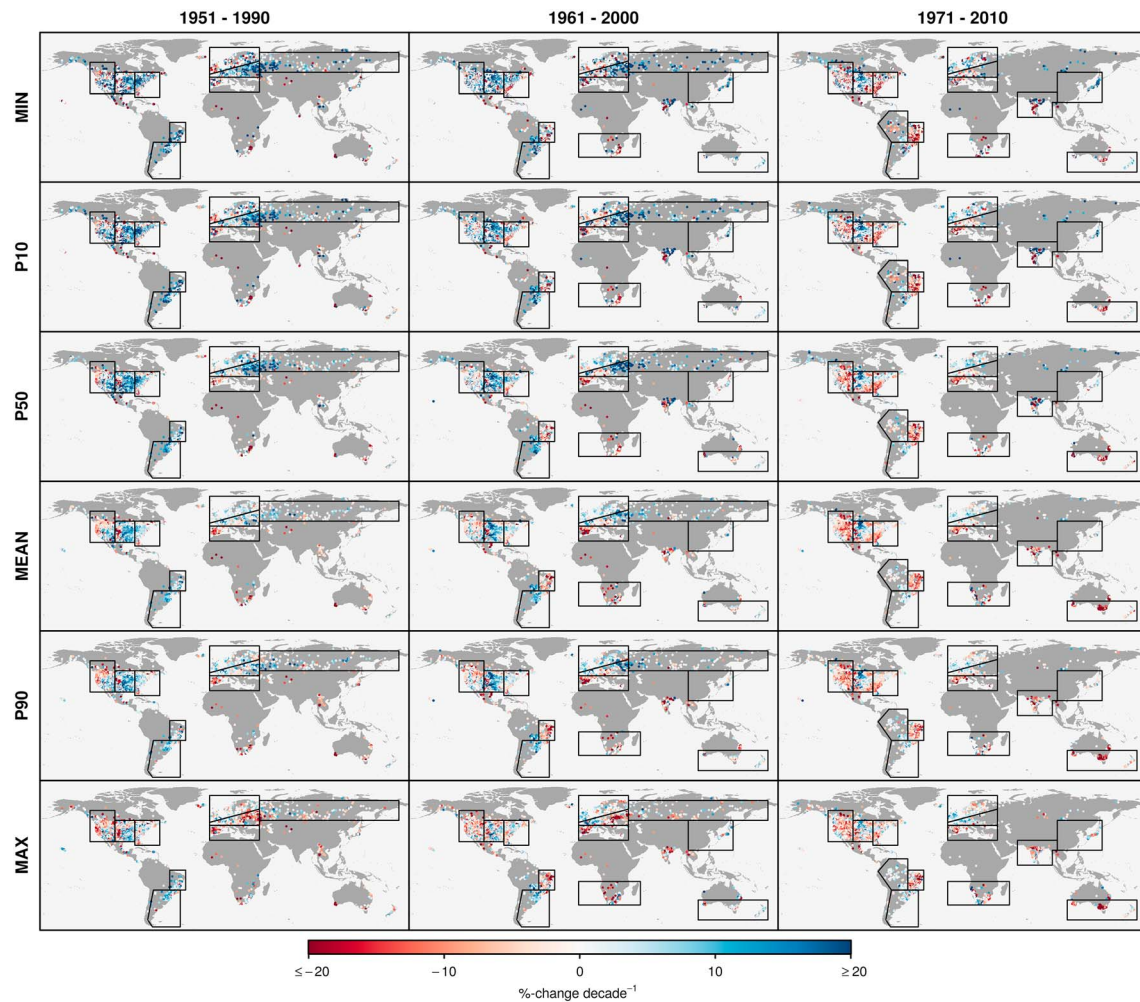 1951 - 1990
1961 - 2000
1971 - 2010
MIN
P10
P50
MEAN
P90
MAX
≤−20
−10
0
10
≥20
%-change decade⁻¹